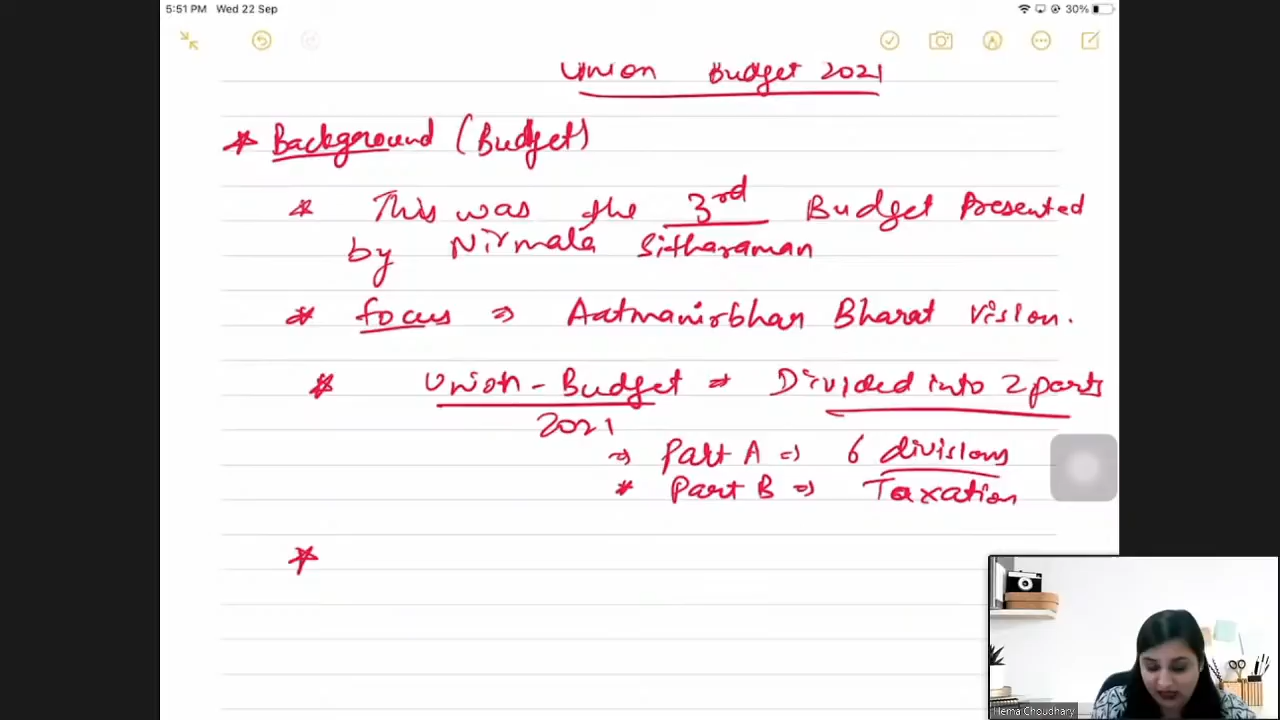 5:51 PM Wed 22 Sep
30%
Union Budget 2021
* Background (Budget)
* This was the 3rd Budget Presented
by Nirmala Sitharaman
* focus ⇒ Aatmanirbhar Bharat Vision.
* Union-Budget ⇒ Divided into 2 parts
2021
⇒ Part A ⇒ 6 divisions
* Part B ⇒ Taxation
*
Hema Choudhary